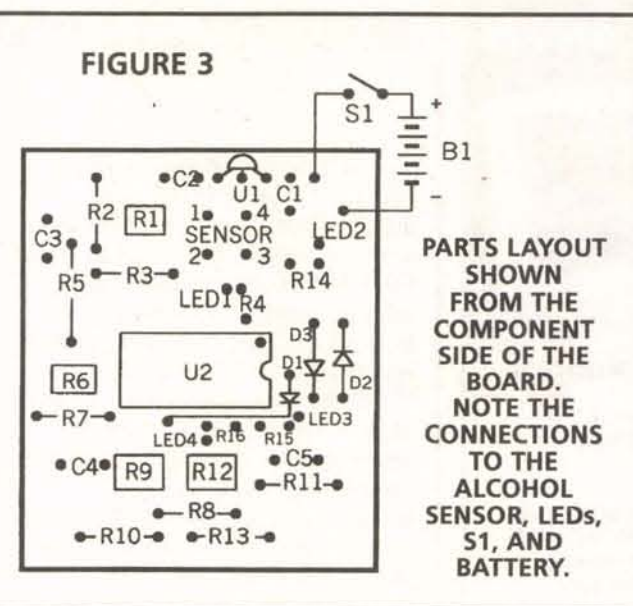 FIGURE 3
S1
+
B1
-
C2
U1
C1
R2
R1
1
4
LED2
C3
SENSOR
2
3
R5
R3
R14
LED1
R4
D3
U2
D1
R6
D2
R7
LED3
LED4
R16
R15
C4
R9
R12
C5
R11
R8
R10
R13
PARTS LAYOUT
SHOWN
FROM THE
COMPONENT
SIDE OF THE
BOARD.
NOTE THE
CONNECTIONS
TO THE
ALCOHOL
SENSOR, LEDs,
S1, AND
BATTERY.